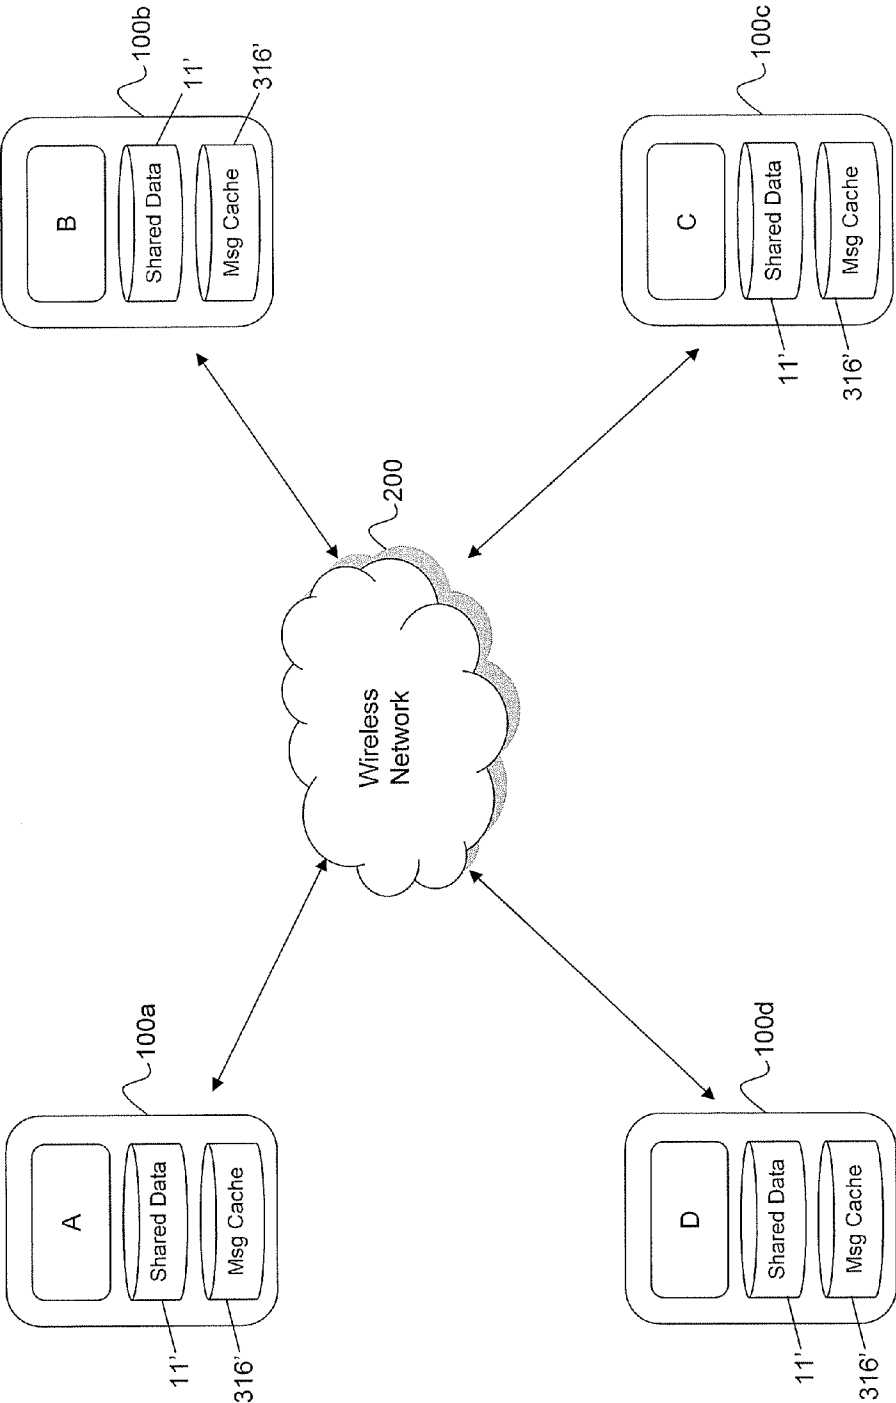 100a
A
Shared Data
Msg Cache
11'
316'
100b
B
Shared Data
Msg Cache
11'
316'
200
Wireless
Network
100d
D
Shared Data
Msg Cache
11'
316'
100c
C
Shared Data
Msg Cache
11'
316'